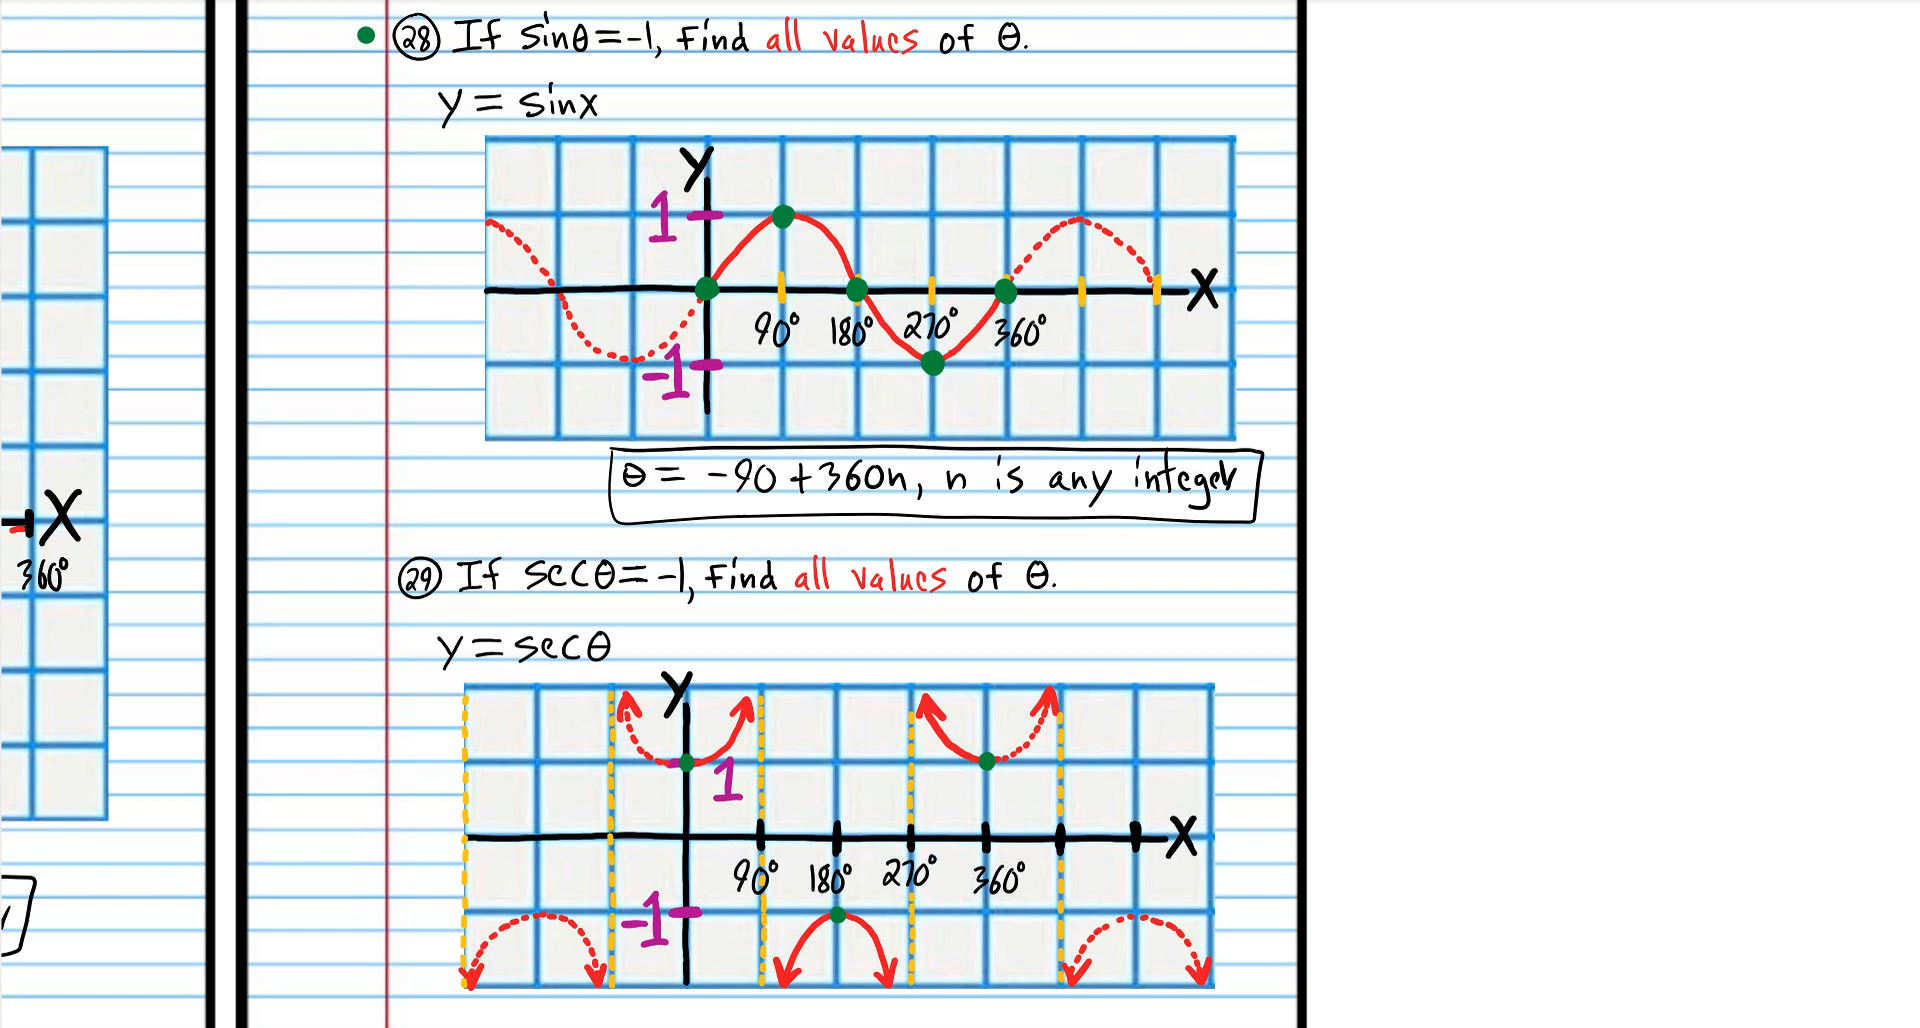 28 If sinθ=-1, Find all values of θ.
y = sinx
Y
1
X
90° 180° 270° 360°
-1
θ = -90+360n, n is any integer
X
360°
29 If secθ=-1, Find all values of θ.
y = secθ
Y
1
X
90° 180° 270° 360°
-1